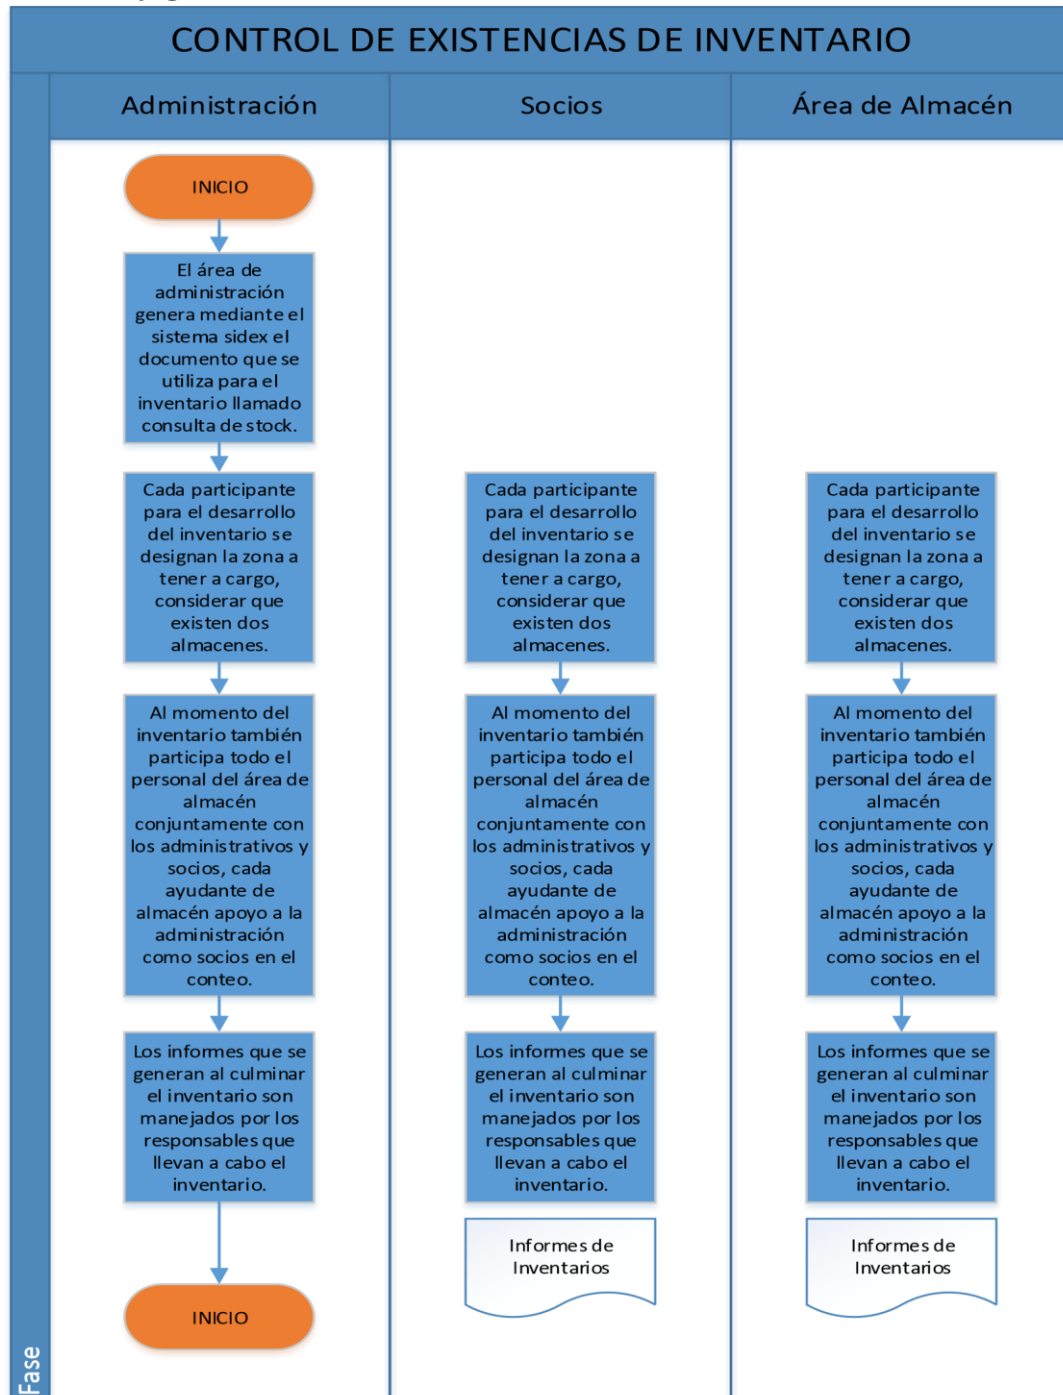 CONTROL DE EXISTENCIAS DE INVENTARIO
Administración
Socios
Área de Almacén
INICIO
El área de
administración
genera mediante el
sistema sidex el
documento que se
utiliza para el
inventario llamado
consulta de stock.
Cada participante
para el desarrollo
del inventario se
designan la zona a
tener a cargo,
considerar que
existen dos
almacenes.
Al momento del
inventario también
participa todo el
personal del área de
almacén
conjuntamente con
los administrativos y
socios, cada
ayudante de
almacén apoyo a la
administración
como socios en el
conteo.
Los informes que se
generan al culminar
el inventario son
manejados por los
responsables que
llevan a cabo el
inventario.
INICIO
Cada participante
para el desarrollo
del inventario se
designan la zona a
tener a cargo,
considerar que
existen dos
almacenes.
Al momento del
inventario también
participa todo el
personal del área de
almacén
conjuntamente con
los administrativos y
socios, cada
ayudante de
almacén apoyo a la
administración
como socios en el
conteo.
Los informes que se
generan al culminar
el inventario son
manejados por los
responsables que
llevan a cabo el
inventario.
Informes de
Inventarios
Cada participante
para el desarrollo
del inventario se
designan la zona a
tener a cargo,
considerar que
existen dos
almacenes.
Al momento del
inventario también
participa todo el
personal del área de
almacén
conjuntamente con
los administrativos y
socios, cada
ayudante de
almacén apoyo a la
administración
como socios en el
conteo.
Los informes que se
generan al culminar
el inventario son
manejados por los
responsables que
llevan a cabo el
inventario.
Informes de
Inventarios
Fase